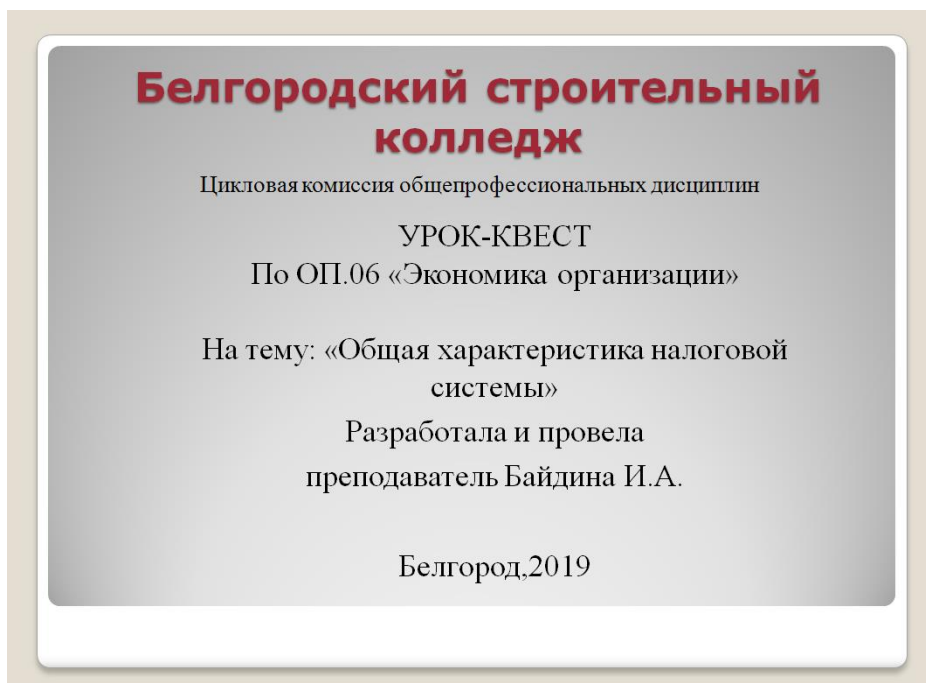 Белгородский строительный
колледж
Цикловая комиссия общепрофессиональных дисциплин
УРОК-КВЕСТ
По ОП.06 «Экономика организации»
На тему: «Общая характеристика налоговой
системы»
Разработала и провела
преподаватель Байдина И.А.
Белгород,2019